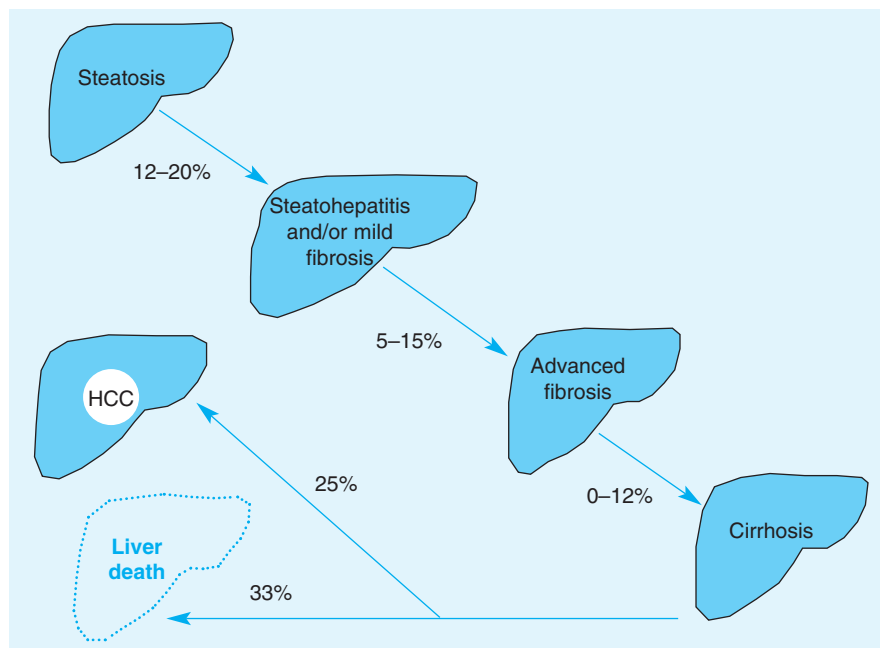 Steatosis
12–20%
Steatohepatitis
and/or mild
fibrosis
5–15%
Advanced
fibrosis
HCC
25%
0–12%
Cirrhosis
Liver
death
33%